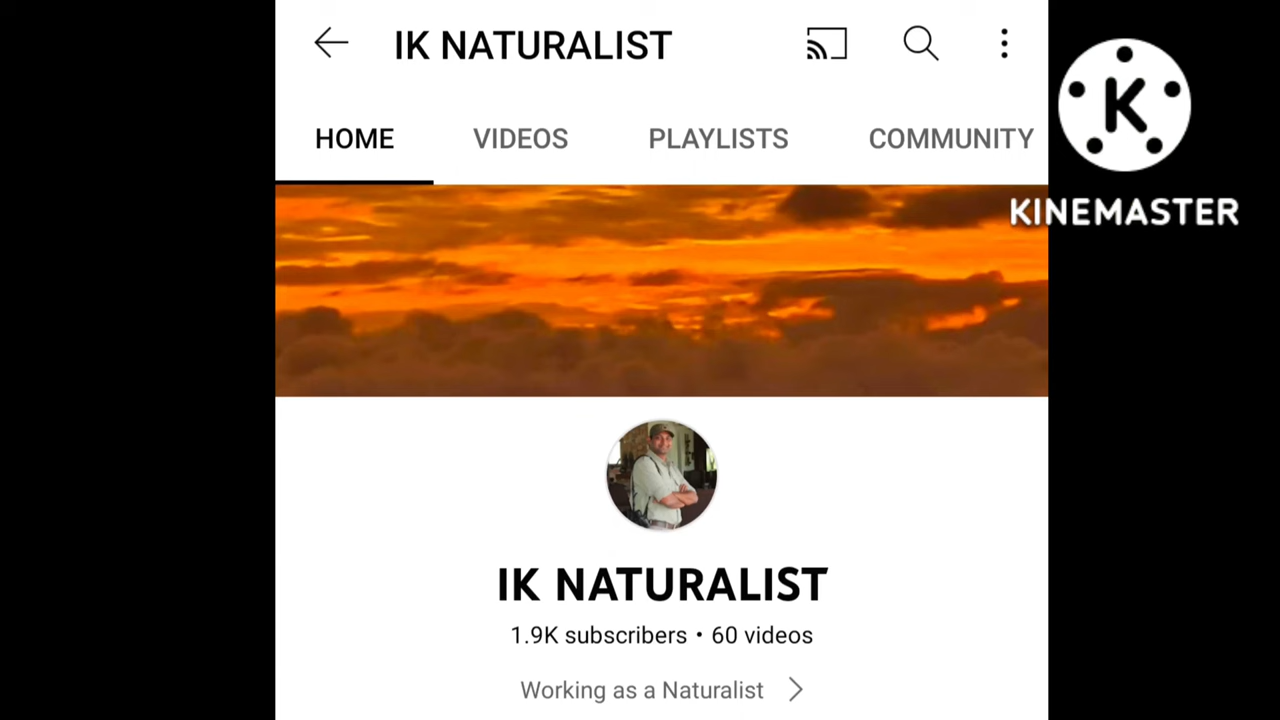 IK NATURALIST
HOME VIDEOS PLAYLISTS COMMUNITY
K
KINEMASTER
IK NATURALIST
1.9K subscribers • 60 videos
Working as a Naturalist